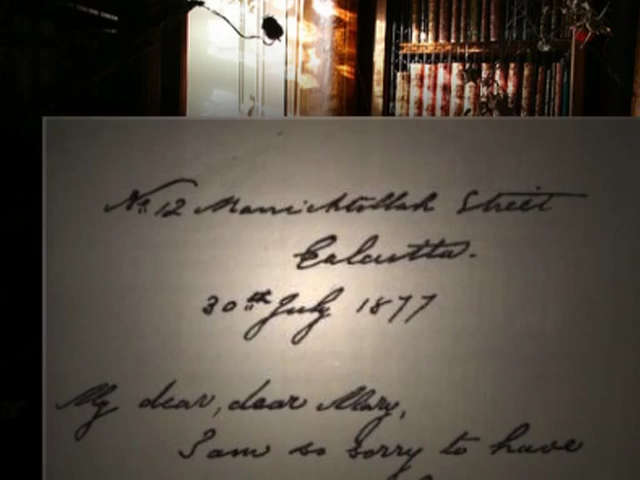 No. 12 Manicktollah Street
Calcutta.
30th July 1877
My dear, dear Mary,
I am so sorry to have